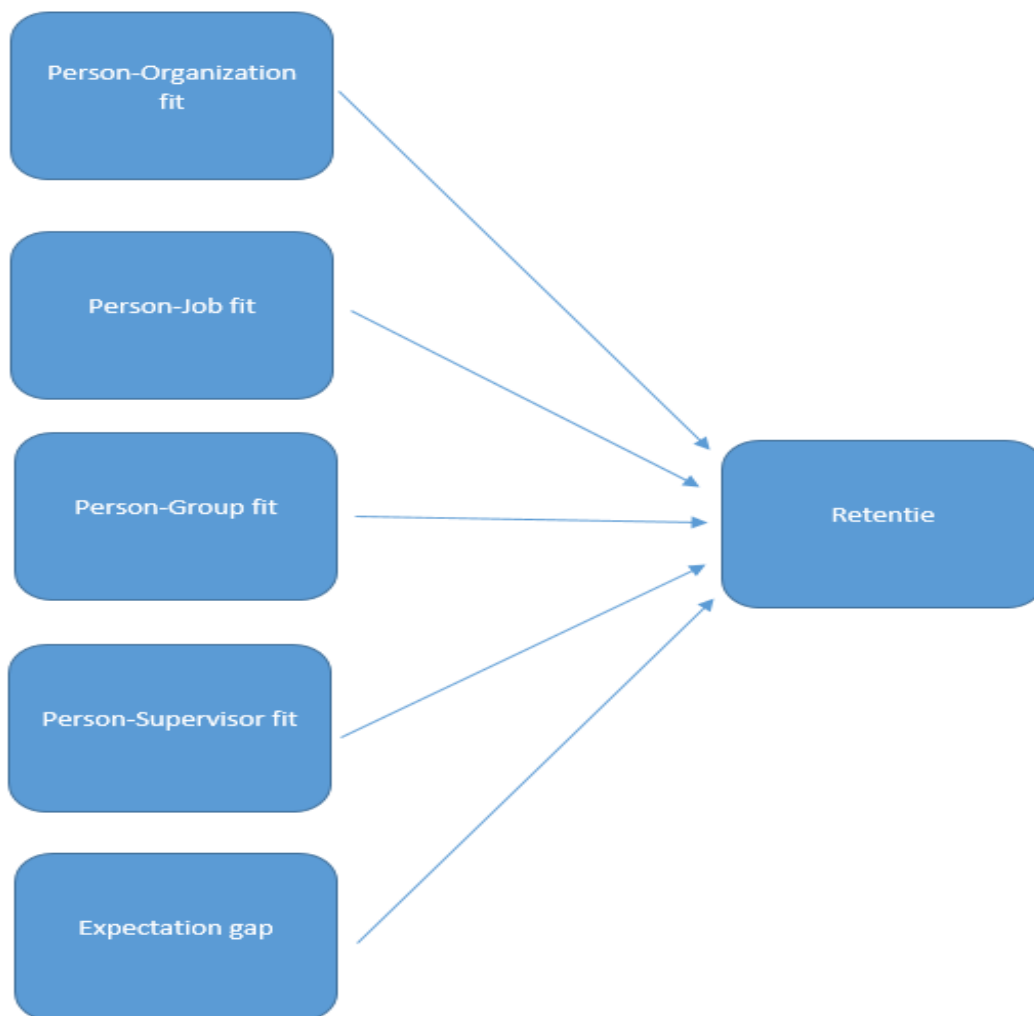 Person-Organization
fit
Person-Job fit
Person-Group fit
Retentie
Person-Supervisor fit
Expectation gap